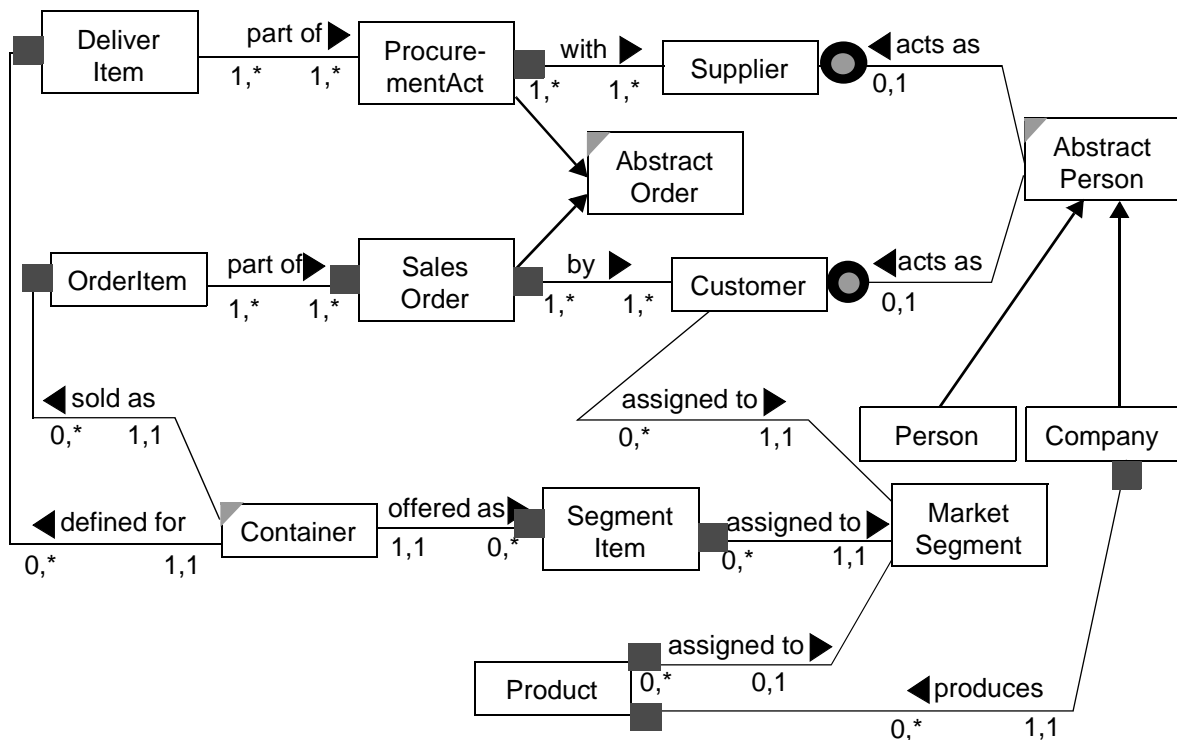 Deliver
Item
part of
1,* 1,*
Procure-
mentAct
with
1,* 1,*
Supplier
acts as
0,1
Abstract
Order
Abstract
Person
OrderItem
part of
1,* 1,*
Sales
Order
by
1,* 1,*
Customer
acts as
0,1
sold as
0,* 1,1
assigned to
0,* 1,1
Person
Company
defined for
0,* 1,1
Container
offered as
1,1 0,*
Segment
Item
assigned to
0,* 1,1
Market
Segment
assigned to
0,* 0,1
Product
produces
0,* 1,1